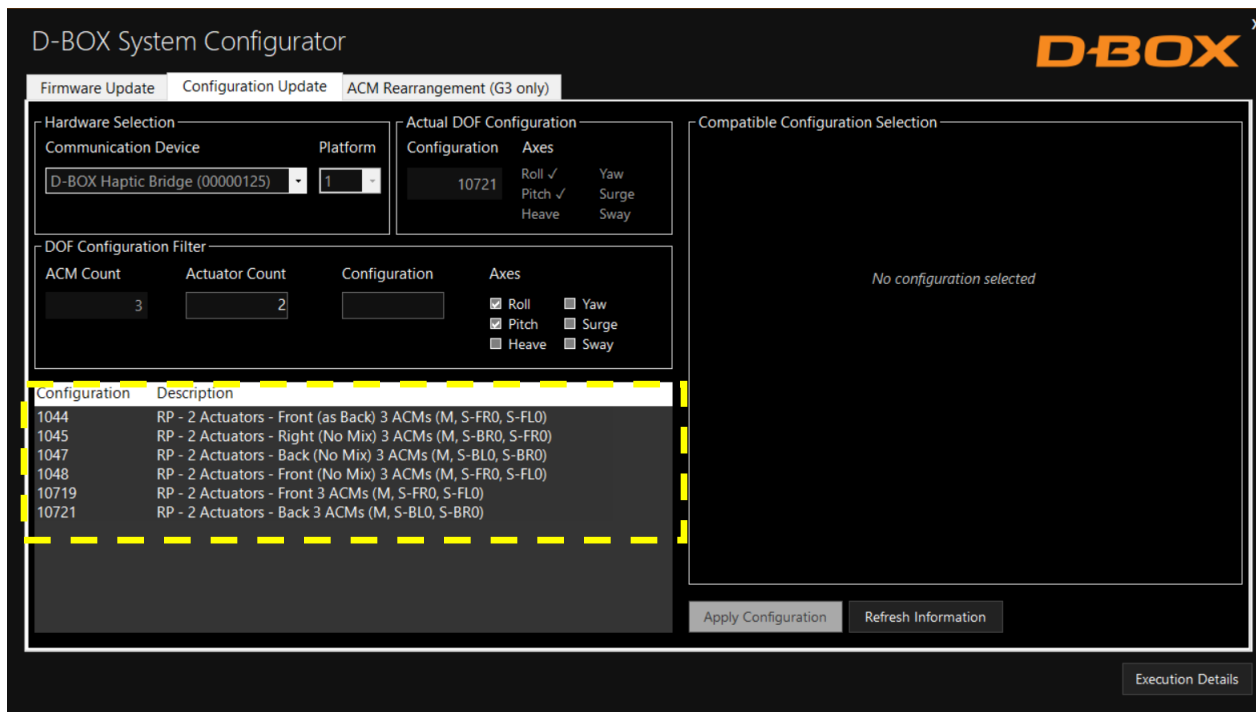 D-BOX System Configurator
D-BOX
Firmware Update
Configuration Update
ACM Rearrangement (G3 only)
Hardware Selection
Communication Device
Platform
D-BOX Haptic Bridge (00000125)
1
Actual DOF Configuration
Configuration
Axes
10721
Roll ✓
Yaw
Pitch ✓
Surge
Heave
Sway
DOF Configuration Filter
ACM Count
Actuator Count
Configuration
Axes
3
2
Roll
Yaw
Pitch
Surge
Heave
Sway
Configuration Description
1044 RP - 2 Actuators - Front (as Back) 3 ACMs (M, S-FR0, S-FL0)
1045 RP - 2 Actuators - Right (No Mix) 3 ACMs (M, S-BR0, S-FR0)
1047 RP - 2 Actuators - Back (No Mix) 3 ACMs (M, S-BL0, S-BR0)
1048 RP - 2 Actuators - Front (No Mix) 3 ACMs (M, S-FR0, S-FL0)
10719 RP - 2 Actuators - Front 3 ACMs (M, S-FR0, S-FL0)
10721 RP - 2 Actuators - Back 3 ACMs (M, S-BL0, S-BR0)
Compatible Configuration Selection
No configuration selected
Apply Configuration
Refresh Information
Execution Details